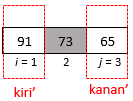 91 73 65
i = 1 2 j = 3
kiri’ kanan’